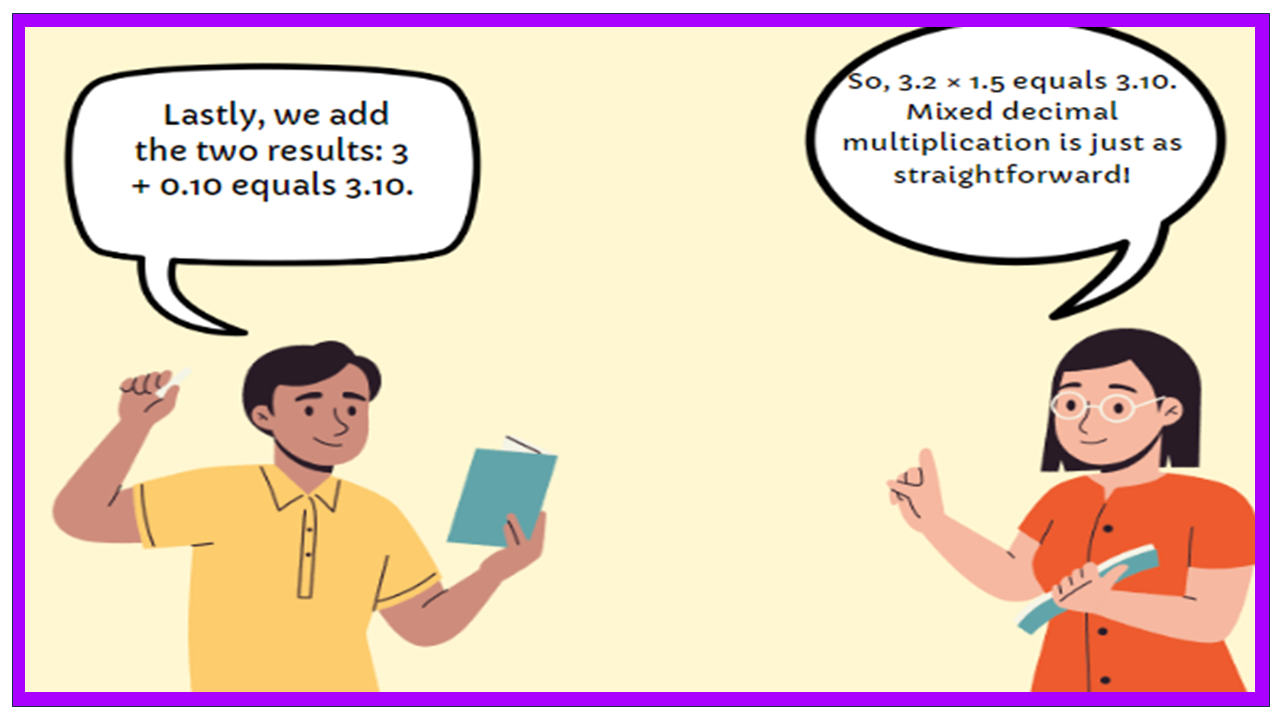 Lastly, we add
the two results: 3
+ 0.10 equals 3.10.
So, 3.2 × 1.5 equals 3.10.
Mixed decimal
multiplication is just as
straightforward!